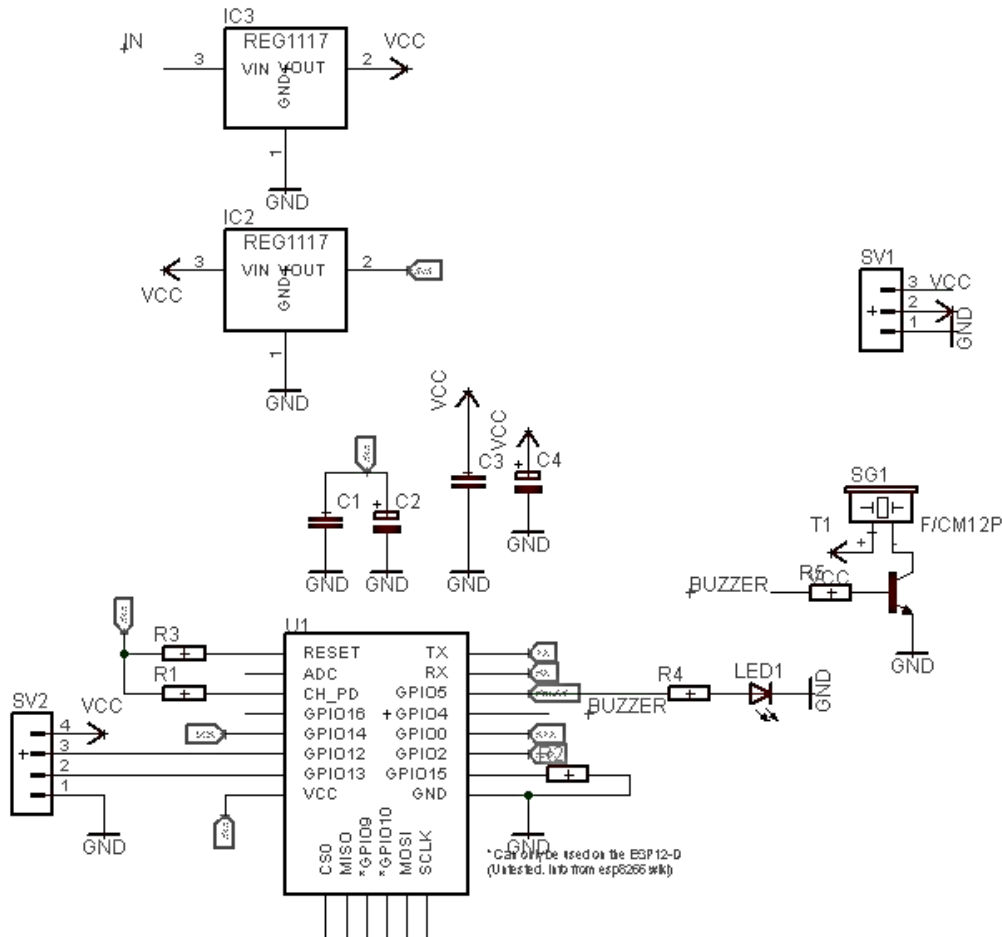 IC3
REG1117
IN
3
VIN
VOUT
2
VCC
GND
1
GND
IC2
REG1117
VCC
3
VIN
VOUT
2
GND
1
GND
SV1
3
VCC
2
1
GND
VCC
C3
VCC
C4
GND
GND
C1
C2
GND
GND
SG1
T1
F/CM12P
VCC
BUZZER
R5
GND
R3
R1
U1
RESET
ADC
CH_PD
GPIO16
GPIO14
GPIO12
GPIO13
VCC
TX
RX
GPIO5
GPIO4
GPIO0
GPIO2
GPIO15
GND
CS0
MISO
*GPIO9
*GPIO10
MOSI
SCLK
BUZZER
R4
LED1
GND
R2
GND
SV2
4
VCC
3
2
1
GND
*Can only be used on the ESP12-D
(Untested. Info from esp8266 wiki)